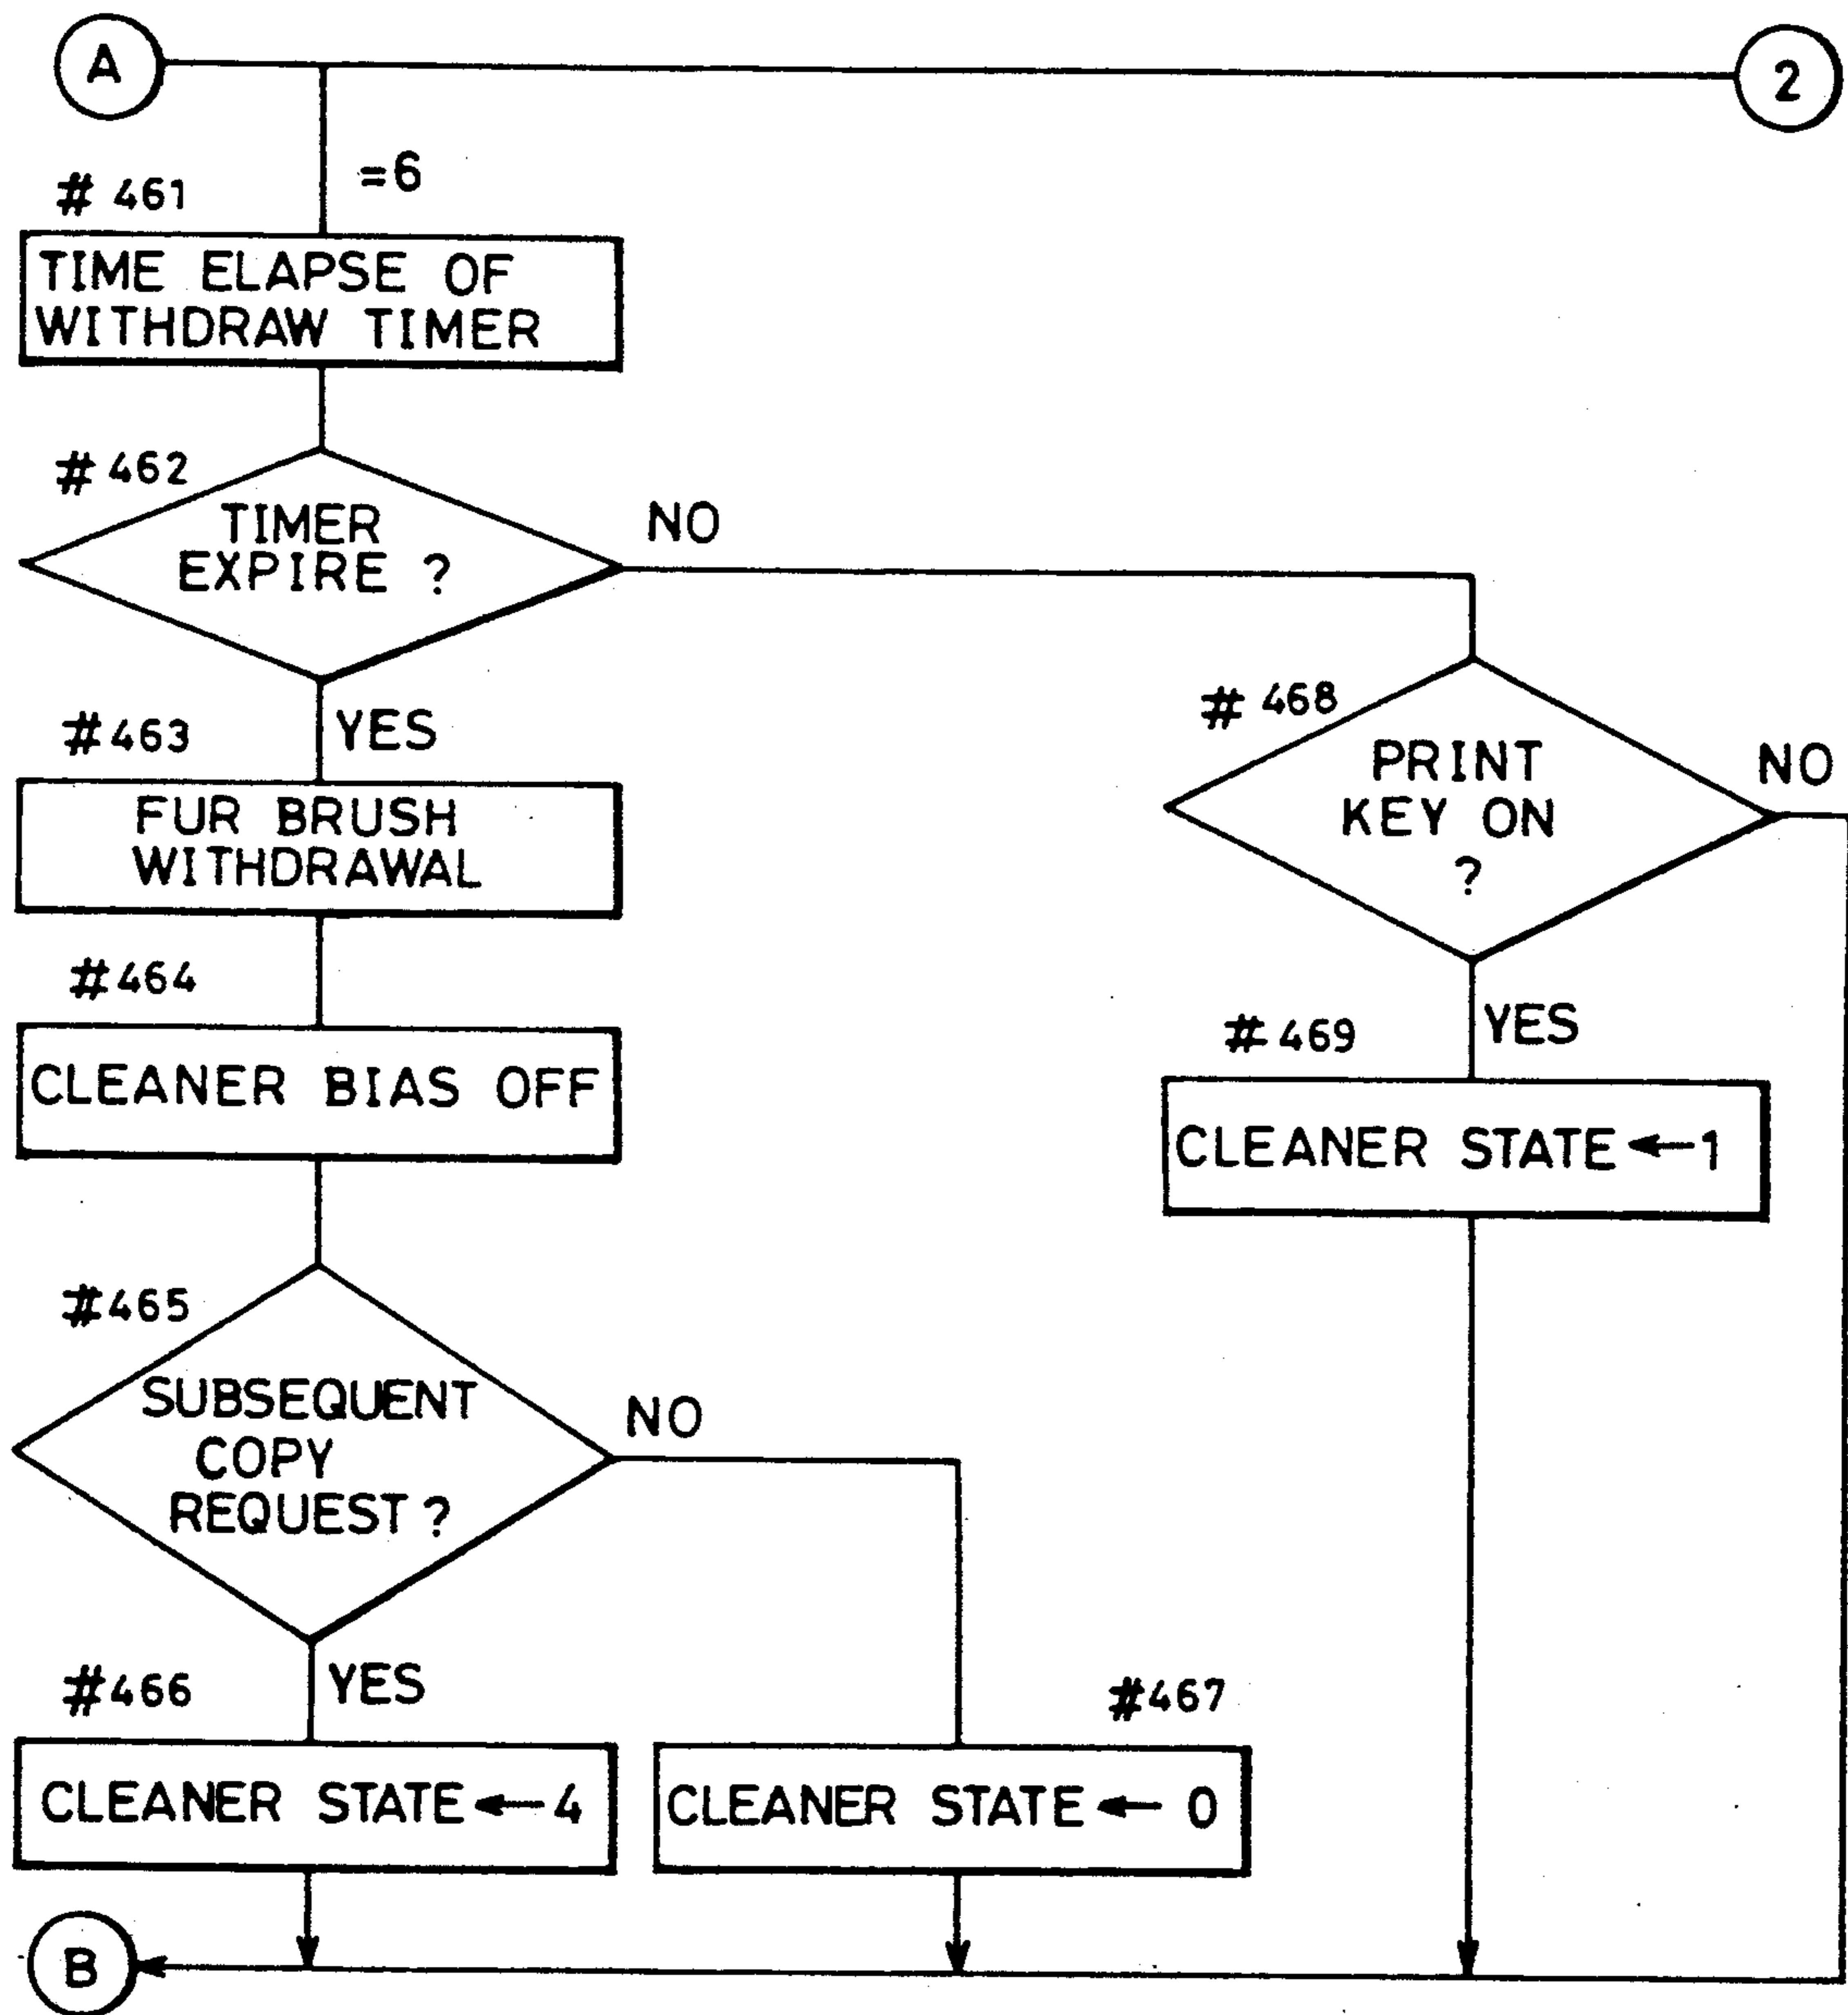 A
2
=6
# 461
TIME ELAPSE OF
WITHDRAW TIMER
# 462
TIMER
EXPIRE ?
NO
YES
#463
FUR BRUSH
WITHDRAWAL
#464
CLEANER BIAS OFF
#465
SUBSEQUENT
COPY
REQUEST ?
NO
YES
#466
CLEANER STATE ← 4
#467
CLEANER STATE ← 0
# 468
PRINT
KEY ON
?
NO
YES
#469
CLEANER STATE ← 1
B